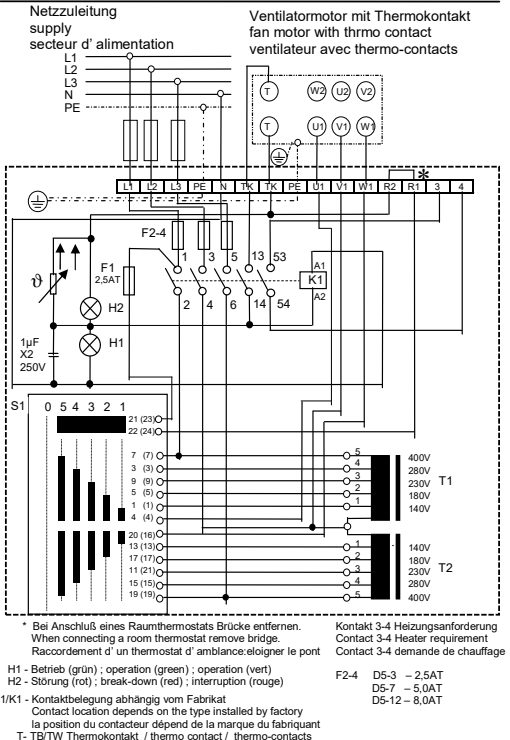 Netzzuleitung
supply
secteur d' alimentation
L1
L2
L3
N
PE
Ventilatormotor mit Thermokontakt
fan motor with thrmo contact
ventilateur avec thermo-contacts
T W2 U2 V2
T U1 V1 W1
L1 L2 L3 PE N TK TK PE U1 V1 W1 R2 R1 3 4
*
F2-4
1 3 5 13 53
F1
2,5AT
ϑ
A1
K1
A2
2 4 6 14 54
H2
H1
1µF
X2
250V
S1 0 5 4 3 2 1
21 (23)
22 (24)
7 (7)
3 (3)
9 (9)
5 (5)
1 (1)
4 (4)
20 (16)
13 (13)
17 (17)
11 (21)
15 (15)
19 (19)
5 400V
4 280V
3 230V
2 180V
1 140V
T1
1 140V
2 180V
3 230V
4 280V
5 400V
T2
* Bei Anschluß eines Raumthermostats Brücke entfernen.
When connecting a room thermostat remove bridge.
Raccordement d' un thermostat d' amblance:eloigner le pont
Kontakt 3-4 Heizungsanforderung
Contact 3-4 Heater requirement
Contact 3-4 demande de chauffage
H1 - Betrieb (grün) ; operation (green) ; operation (vert)
H2 - Störung (rot) ; break-down (red) ; interruption (rouge)
F2-4 D5-3 – 2,5AT
D5-7 – 5,0AT
D5-12 – 8,0AT
1/K1 - Kontaktbelegung abhängig vom Fabrikat
Contact location depends on the type installed by factory
la position du contacteur dépend de la marque du fabriquant
T- TB/TW Thermokontakt / thermo contact / thermo-contacts